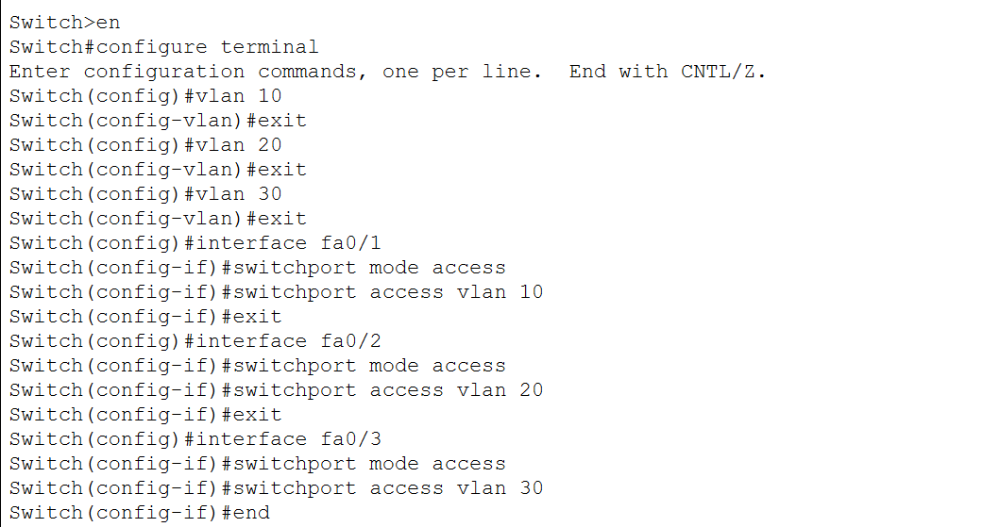 Switch>en
Switch#configure terminal
Enter configuration commands, one per line.  End with CNTL/Z.
Switch(config)#vlan 10
Switch(config-vlan)#exit
Switch(config)#vlan 20
Switch(config-vlan)#exit
Switch(config)#vlan 30
Switch(config-vlan)#exit
Switch(config)#interface fa0/1
Switch(config-if)#switchport mode access
Switch(config-if)#switchport access vlan 10
Switch(config-if)#exit
Switch(config)#interface fa0/2
Switch(config-if)#switchport mode access
Switch(config-if)#switchport access vlan 20
Switch(config-if)#exit
Switch(config)#interface fa0/3
Switch(config-if)#switchport mode access
Switch(config-if)#switchport access vlan 30
Switch(config-if)#end